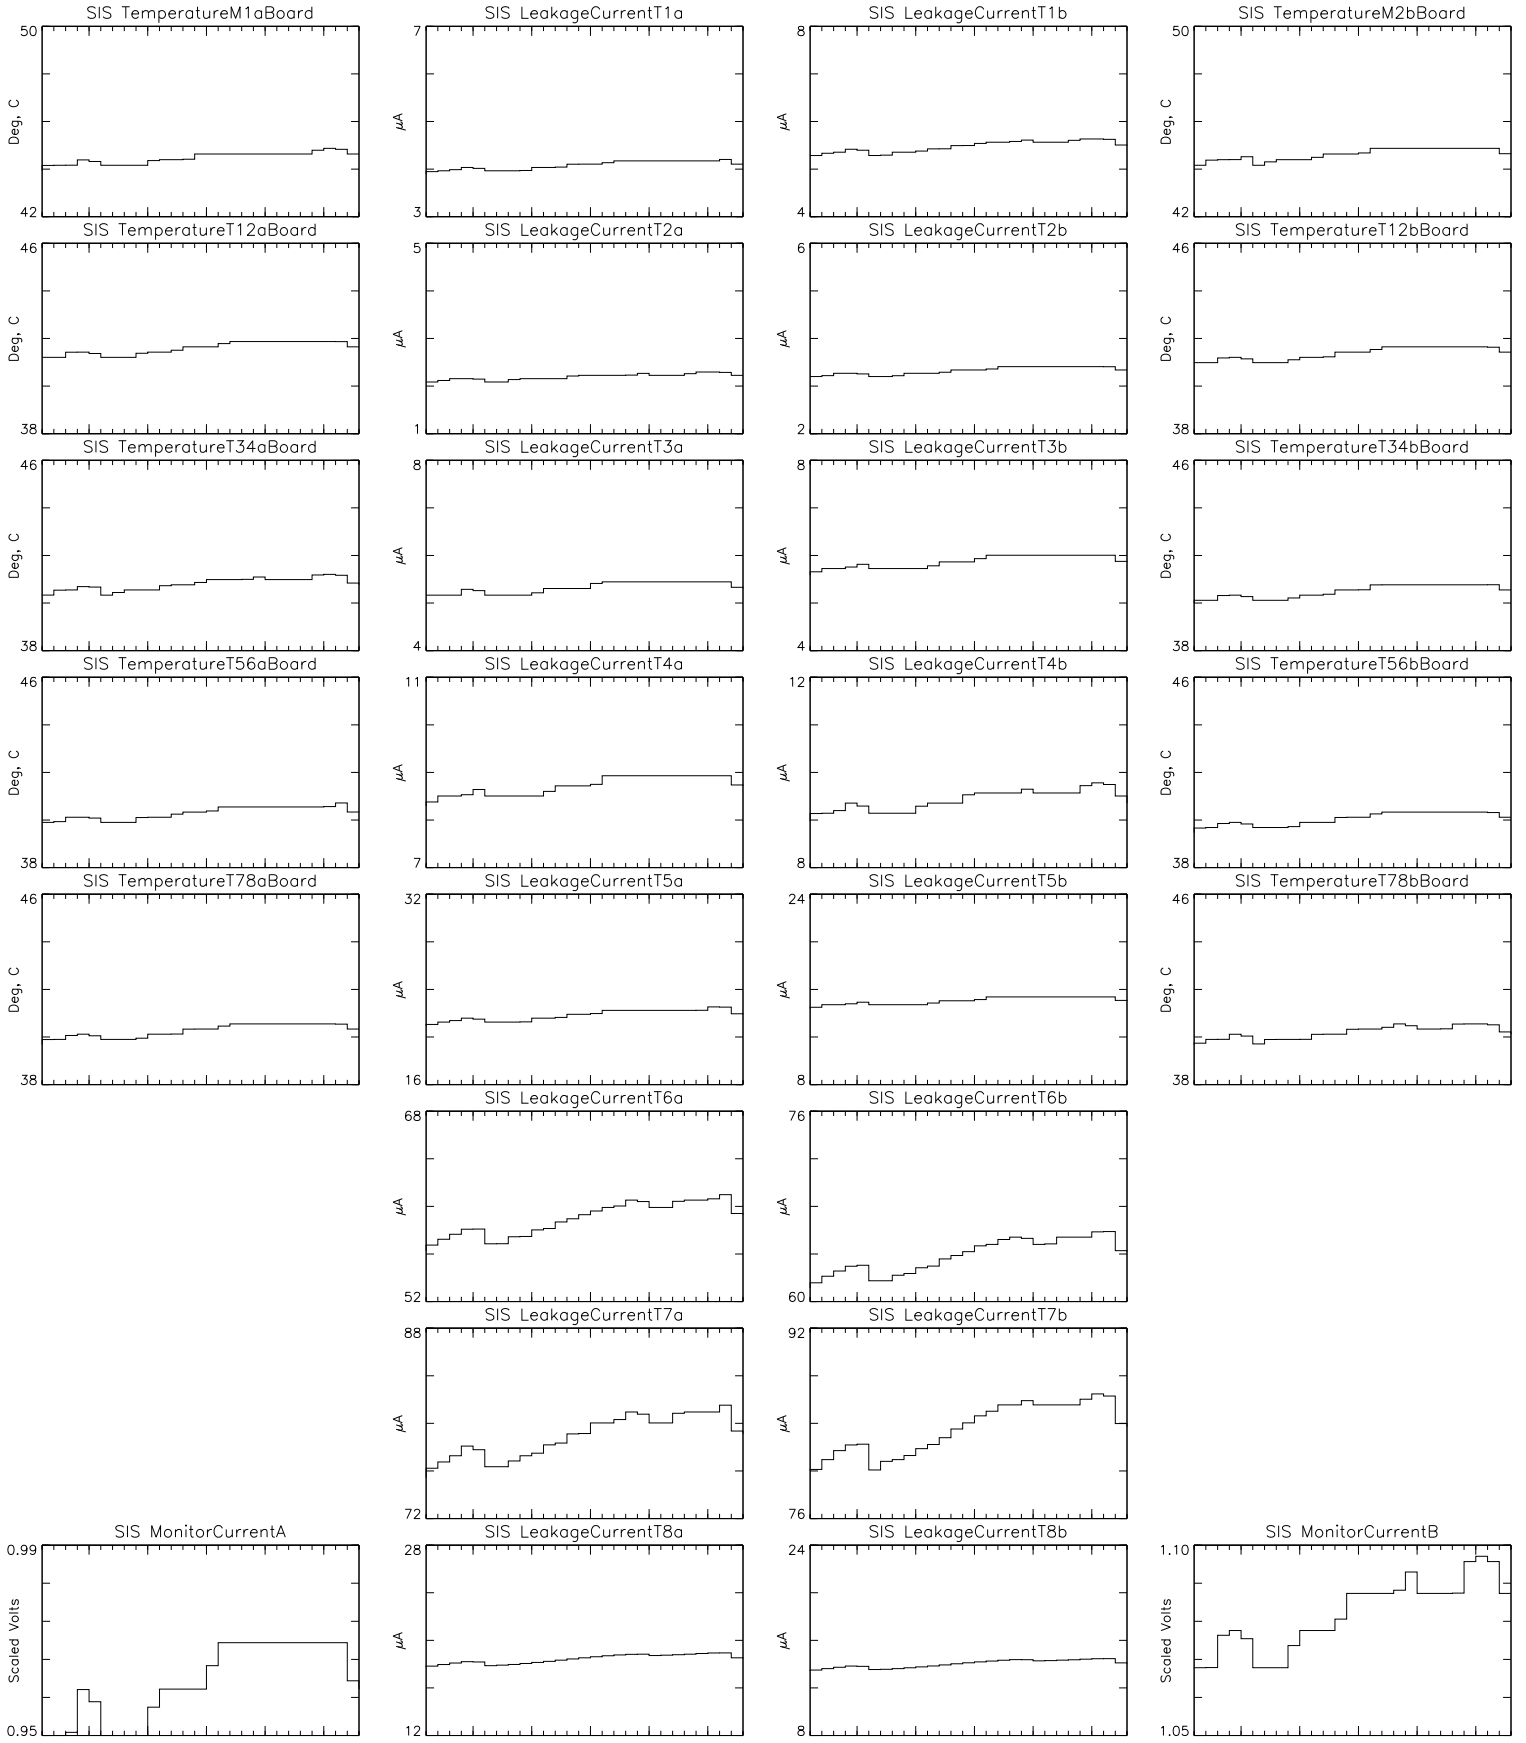 SIS TemperatureM1aBoard
50
Deg, C
42
SIS LeakageCurrentT1a
7
µA
3
SIS LeakageCurrentT1b
8
µA
4
SIS TemperatureM2bBoard
50
Deg, C
42
SIS TemperatureT12aBoard
46
Deg, C
38
SIS LeakageCurrentT2a
5
µA
1
SIS LeakageCurrentT2b
6
µA
2
SIS TemperatureT12bBoard
46
Deg, C
38
SIS TemperatureT34aBoard
46
Deg, C
38
SIS LeakageCurrentT3a
8
µA
4
SIS LeakageCurrentT3b
8
µA
4
SIS TemperatureT34bBoard
46
Deg, C
38
SIS TemperatureT56aBoard
46
Deg, C
38
SIS LeakageCurrentT4a
11
µA
7
SIS LeakageCurrentT4b
12
µA
8
SIS TemperatureT56bBoard
46
Deg, C
38
SIS TemperatureT78aBoard
46
Deg, C
38
SIS LeakageCurrentT5a
32
µA
16
SIS LeakageCurrentT5b
24
µA
8
SIS TemperatureT78bBoard
46
Deg, C
38
SIS LeakageCurrentT6a
68
µA
52
SIS LeakageCurrentT6b
76
µA
60
SIS LeakageCurrentT7a
88
µA
72
SIS LeakageCurrentT7b
92
µA
76
SIS MonitorCurrentA
0.99
Scaled Volts
0.95
SIS LeakageCurrentT8a
28
µA
12
SIS LeakageCurrentT8b
24
µA
8
SIS MonitorCurrentB
1.10
Scaled Volts
1.05